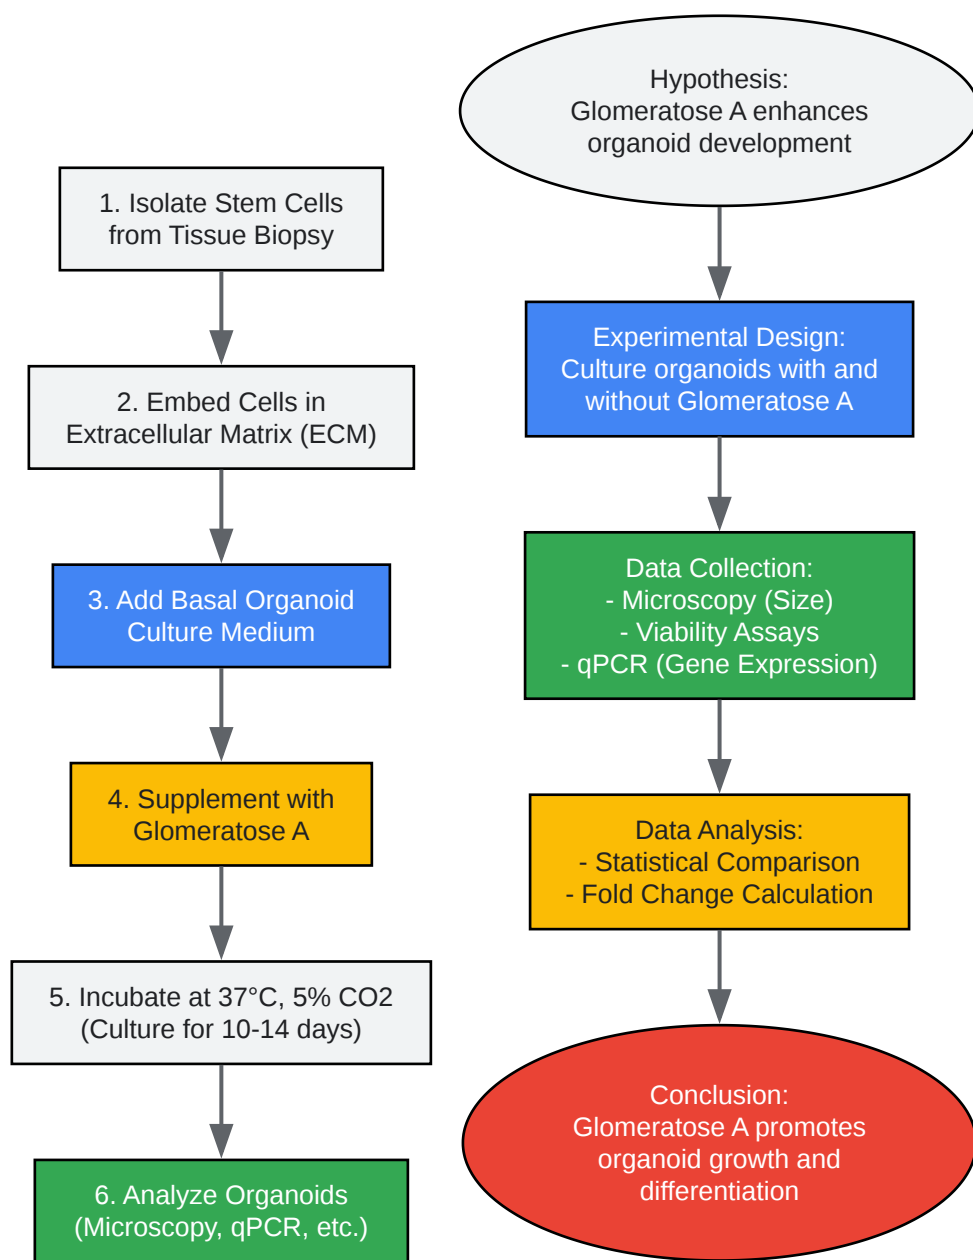 1. Isolate Stem Cells
from Tissue Biopsy
2. Embed Cells in
Extracellular Matrix (ECM)
3. Add Basal Organoid
Culture Medium
4. Supplement with
Glomeratose A
5. Incubate at 37°C, 5% CO2
(Culture for 10-14 days)
6. Analyze Organoids
(Microscopy, qPCR, etc.)
Hypothesis:
Glomeratose A enhances
organoid development
Experimental Design:
Culture organoids with and
without Glomeratose A
Data Collection:
- Microscopy (Size)
- Viability Assays
- qPCR (Gene Expression)
Data Analysis:
- Statistical Comparison
- Fold Change Calculation
Conclusion:
Glomeratose A promotes
organoid growth and
differentiation